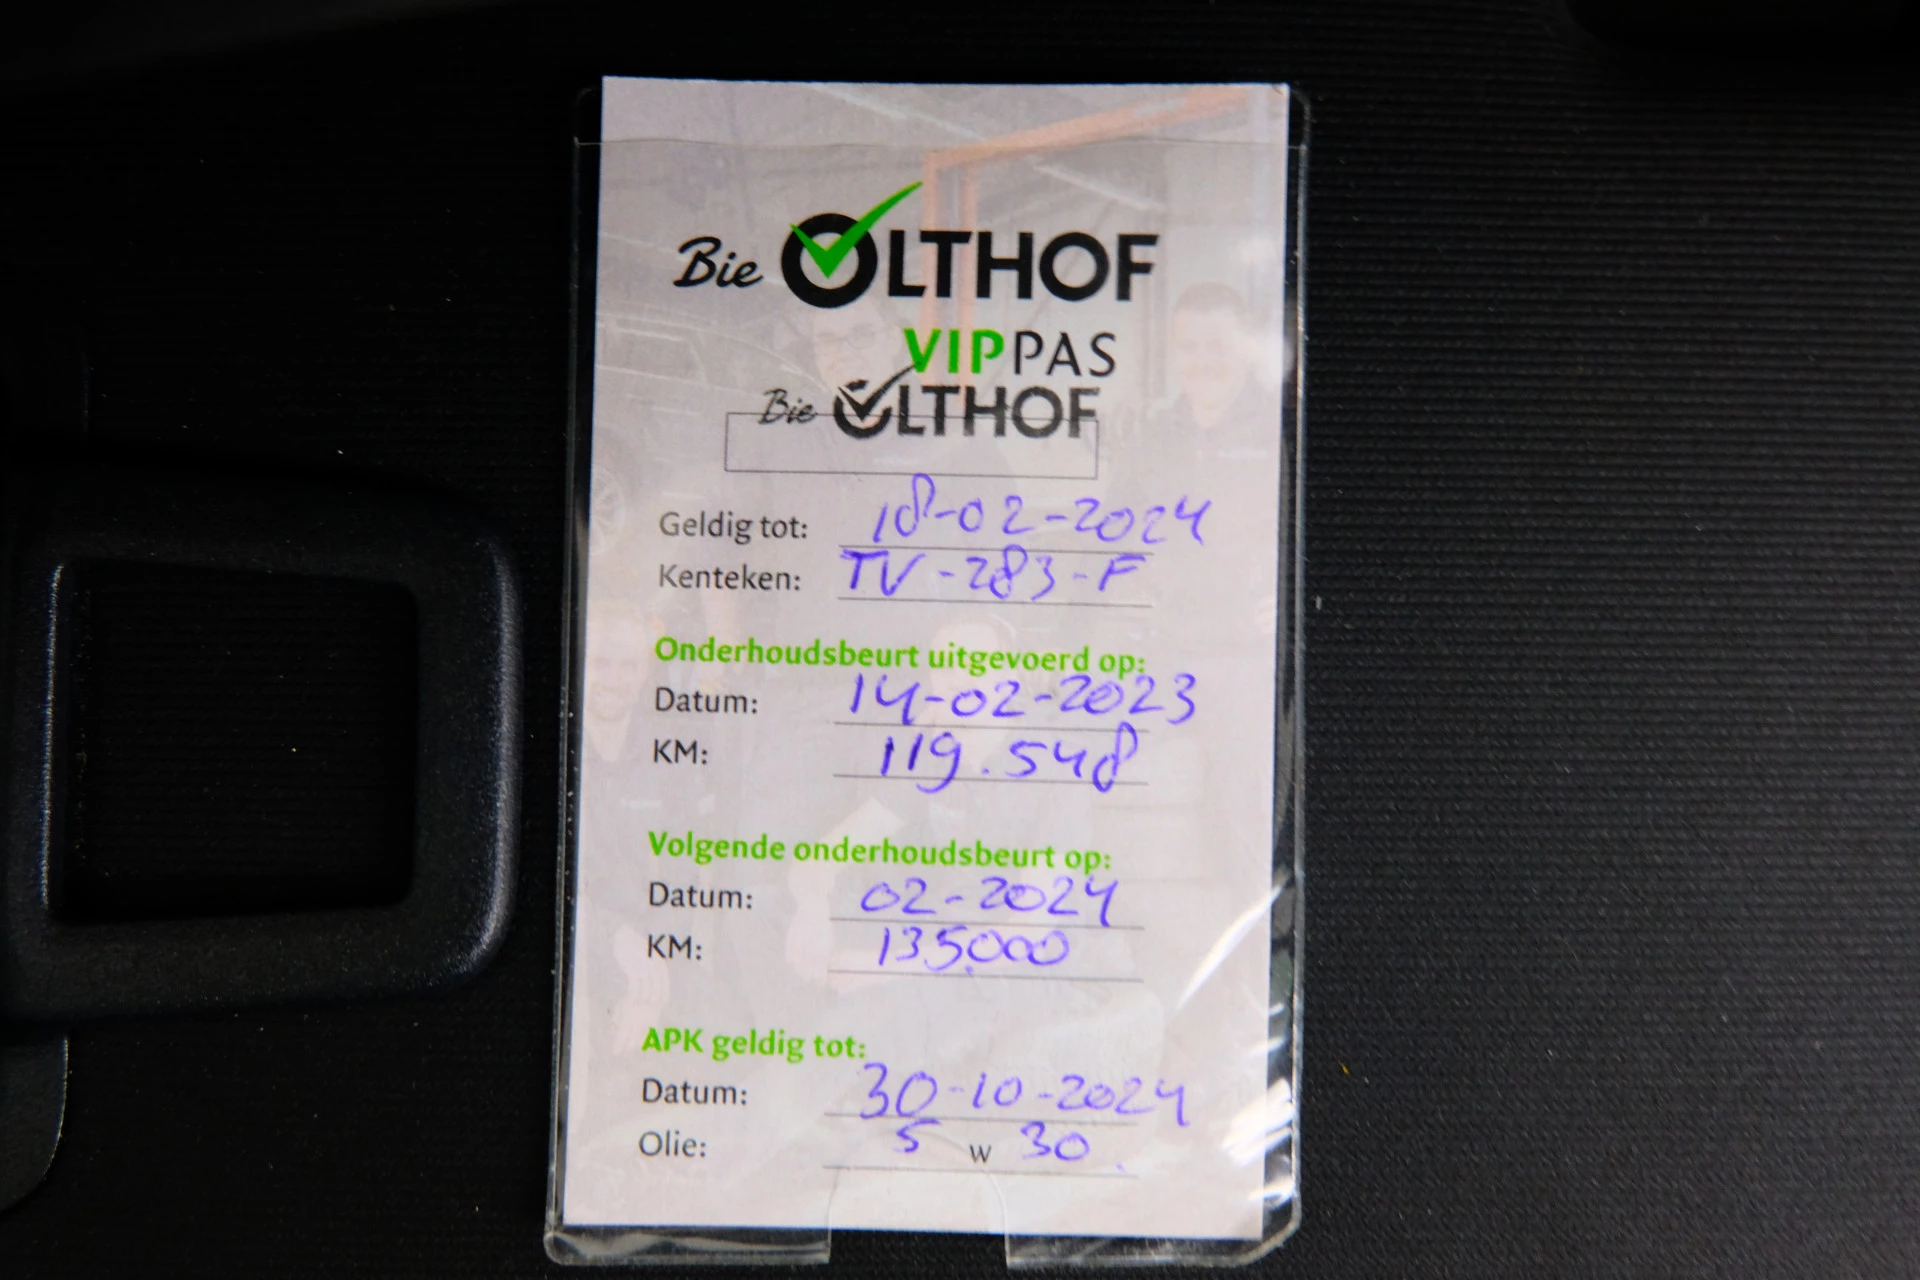 Bie OLTHOF
VIPPAS
Bie OLTHOF
Geldig tot: 18-02-2024
Kenteken: TV-283-F
Onderhoudsbeurt uitgevoerd op:
Datum: 14-02-2023
KM: 119.548
Volgende onderhoudsbeurt op:
Datum: 02-2024
KM: 135.000
APK geldig tot:
Datum: 30-10-2024
Olie: 5 w 30